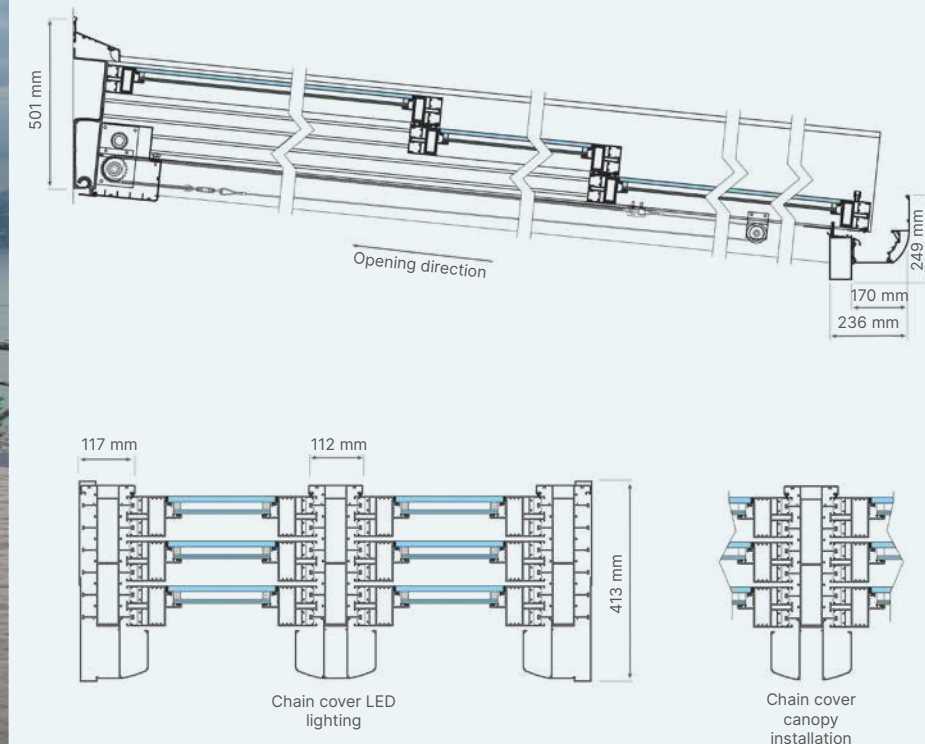 501 mm
Opening direction
249 mm
170 mm
236 mm
117 mm
112 mm
413 mm
Chain cover LED
lighting
Chain cover
canopy
installation